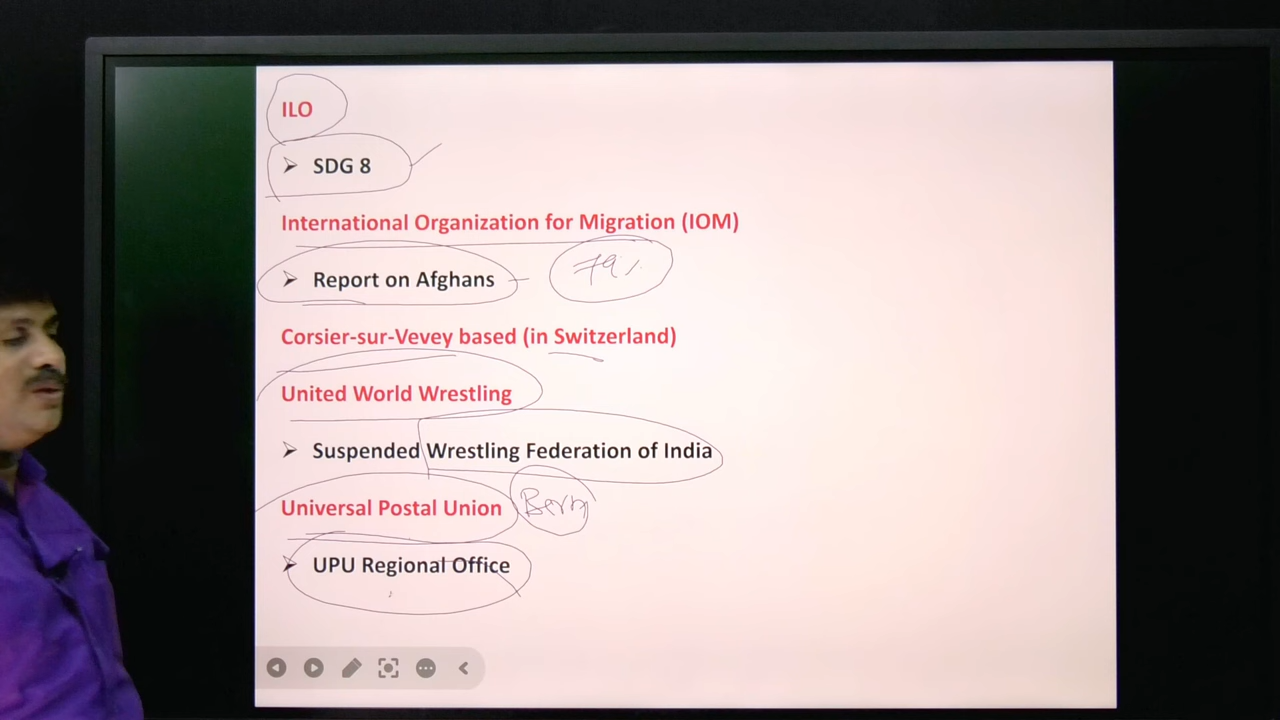 ILO
➢ SDG 8
International Organization for Migration (IOM)
➢ Report on Afghans 79%
Corsier-sur-Vevey based (in Switzerland)
United World Wrestling
➢ Suspended Wrestling Federation of India
Universal Postal Union Bern
➢ UPU Regional Office